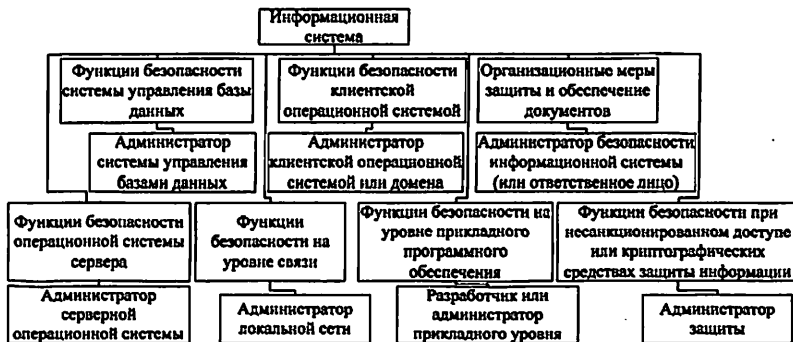 Информационная
система
Функции безопасности
системы управления базы
данных
Функции безопасности
клиентской
операционной системой
Организационные меры
защиты и обеспечение
документов
Администратор
системы управления
базами данных
Администратор
клиентской операционной
системой или домена
Администратор безопасности
информационной системы
(или ответственное лицо)
Функции безопасности
операционной системы
сервера
Функции
безопасности на
уровне связи
Функции безопасности на
уровне прикладного
программного
обеспечения
Функции безопасности при
несанкционированном доступе
или криптографических
средствах защиты информации
Администратор
серверной
операционной системы
Администратор
локальной сети
Разработчик или
администратор
прикладного уровня
Администратор
защиты